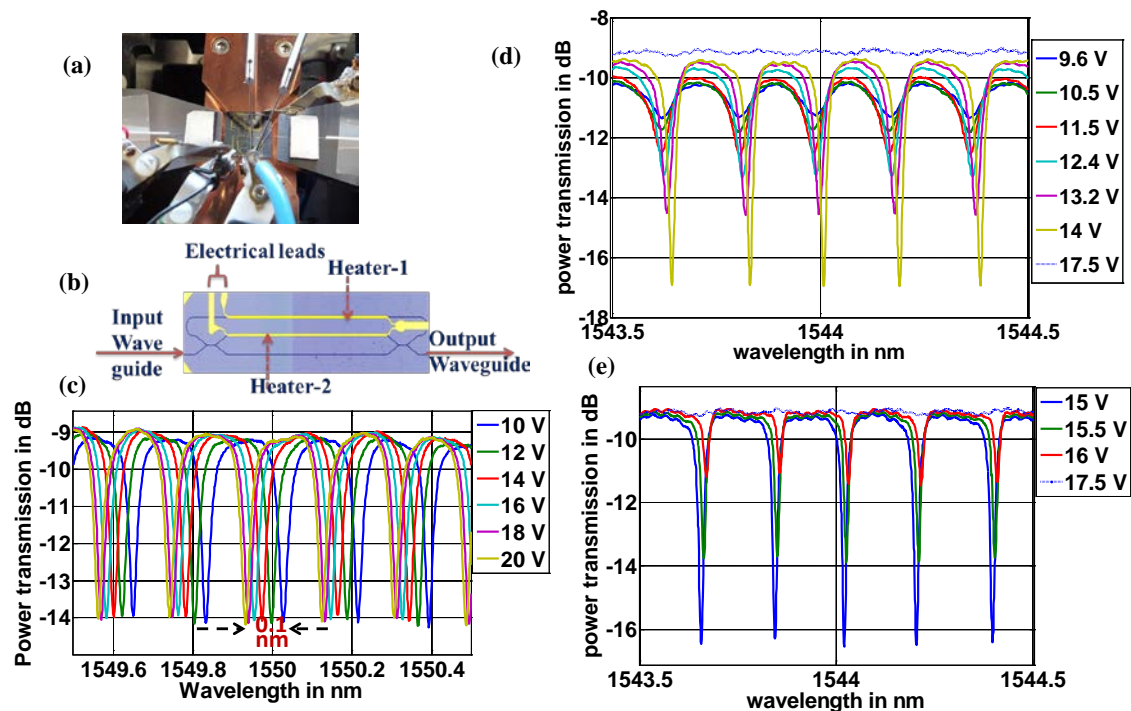 (a)
(b)
Electrical leads
Heater-1
Input
Wave
guide
Output
Waveguide
Heater-2
(c)
Power transmission in dB
-9
-10
-11
-12
-13
-14
1549.6
1549.8
1550
1550.2
1550.4
Wavelength in nm
0.1
nm
10 V
12 V
14 V
16 V
18 V
20 V
(d)
power transmission in dB
-8
-10
-12
-14
-16
-18
1543.5
1544
1544.5
wavelength in nm
9.6 V
10.5 V
11.5 V
12.4 V
13.2 V
14 V
17.5 V
(e)
power transmission in dB
-10
-12
-14
-16
1543.5
1544
1544.5
wavelength in nm
15 V
15.5 V
16 V
17.5 V